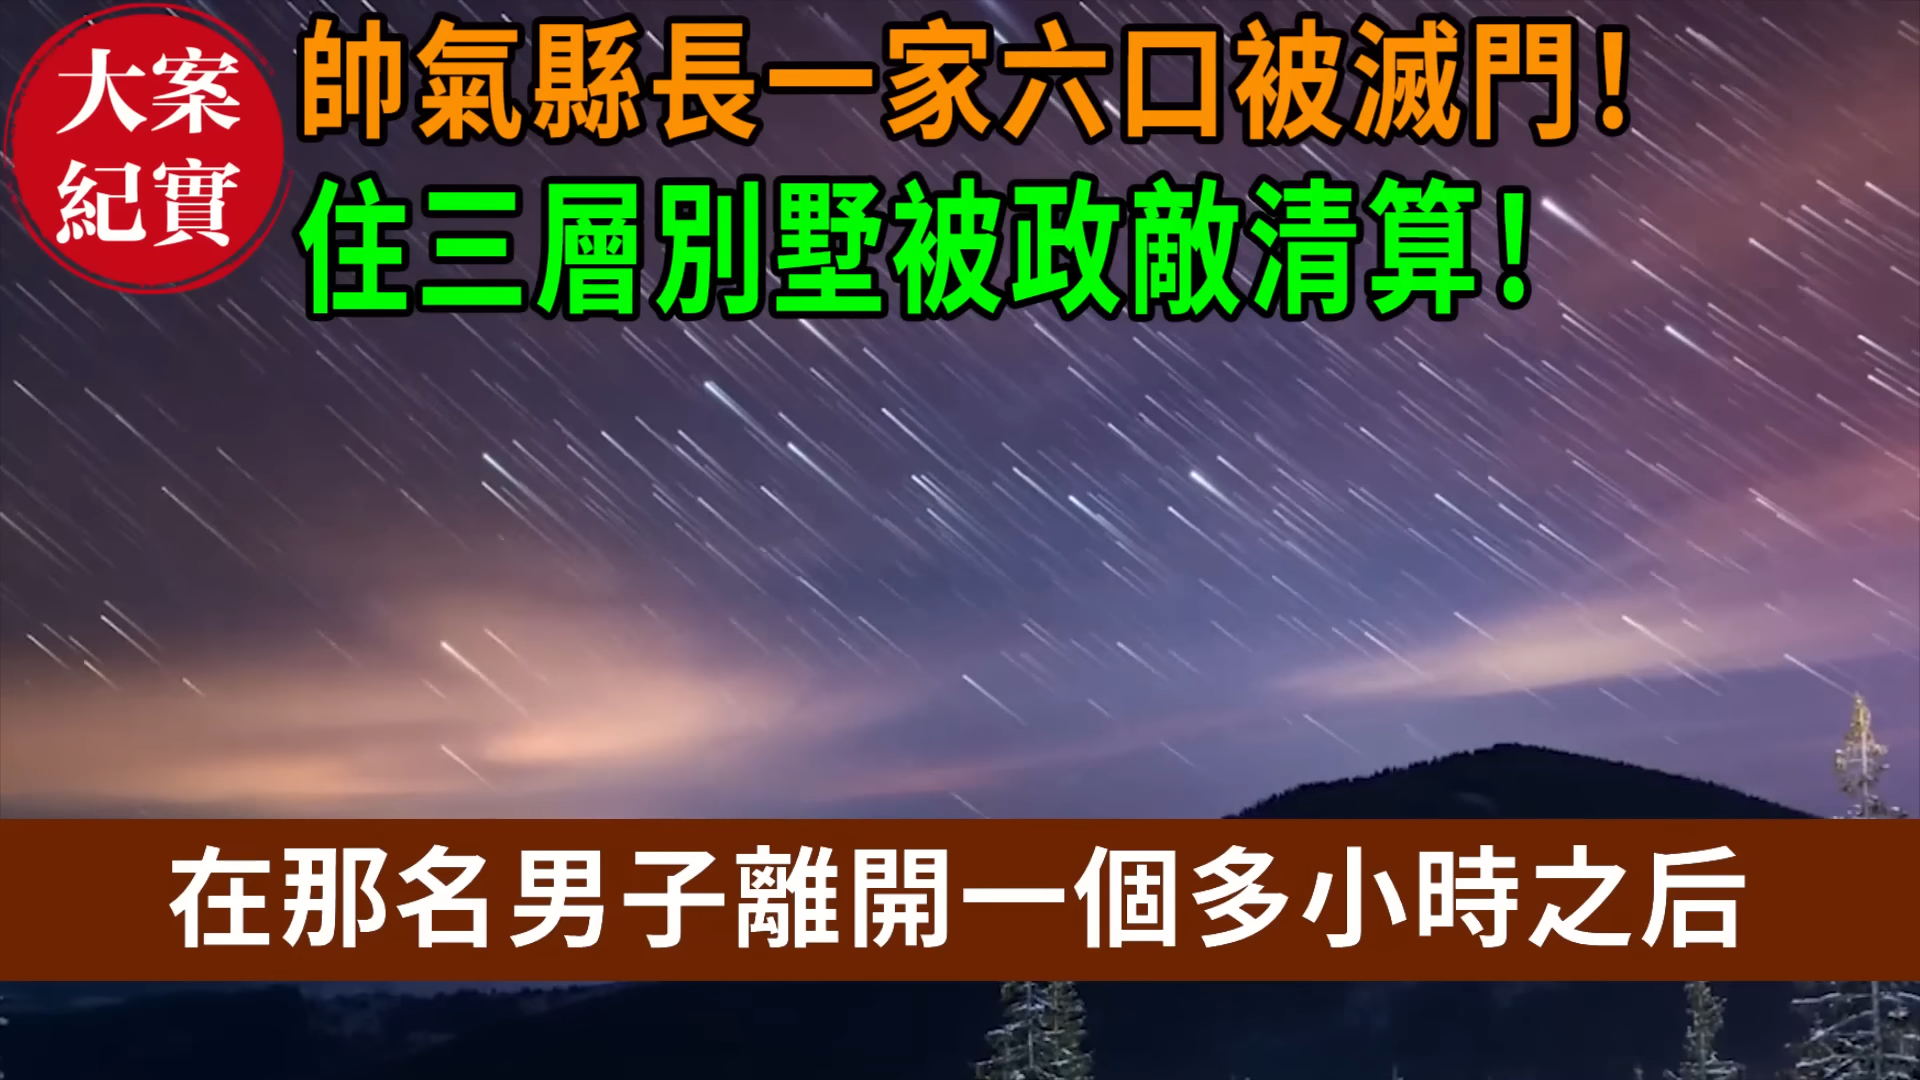 大案
紀實
帥氣縣長一家六口被滅門！
住三層別墅被政敵清算！
在那名男子離開一個多小時之后